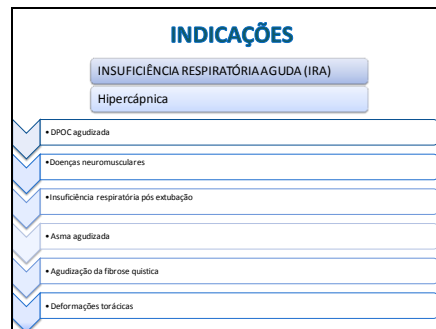 INDICAÇÕES
INSUFICIÊNCIA RESPIRATÓRIA AGUDA (IRA)
Hipercápnica
• DPOC agudizada
• Doenças neuromusculares
• Insuficiência respiratória pós extubação
• Asma agudizada
• Agudização da fibrose quistica
• Deformações torácicas